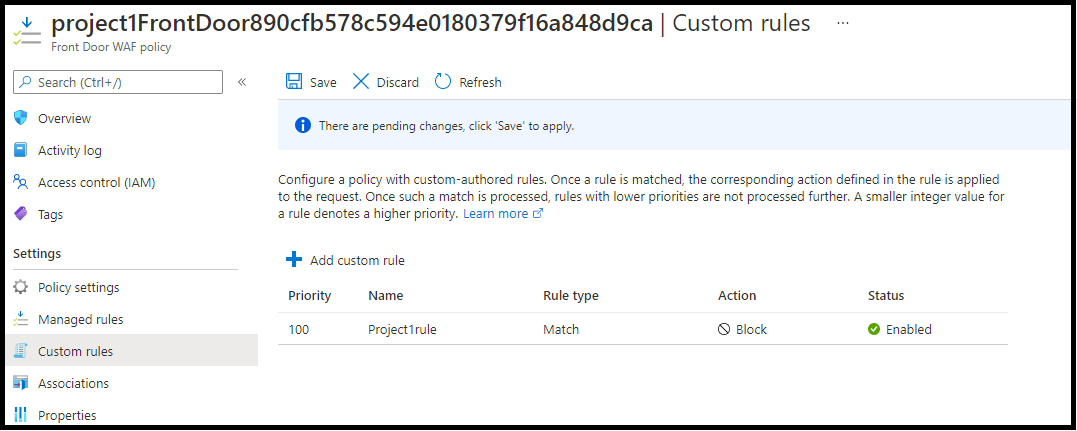 project1FrontDoor890cfb578c594e0180379f16a848d9ca | Custom rules ...
Front Door WAF policy
Search (Ctrl+/)
«
Overview
Activity log
Access control (IAM)
Tags
Settings
Policy settings
Managed rules
Custom rules
Associations
Properties
Save Discard Refresh
There are pending changes, click 'Save' to apply.
Configure a policy with custom-authored rules. Once a rule is matched, the corresponding action defined in the rule is applied
to the request. Once such a match is processed, rules with lower priorities are not processed further. A smaller integer value for
a rule denotes a higher priority. Learn more
Add custom rule
Priority Name Rule type Action Status
100 Project1rule Match Block Enabled